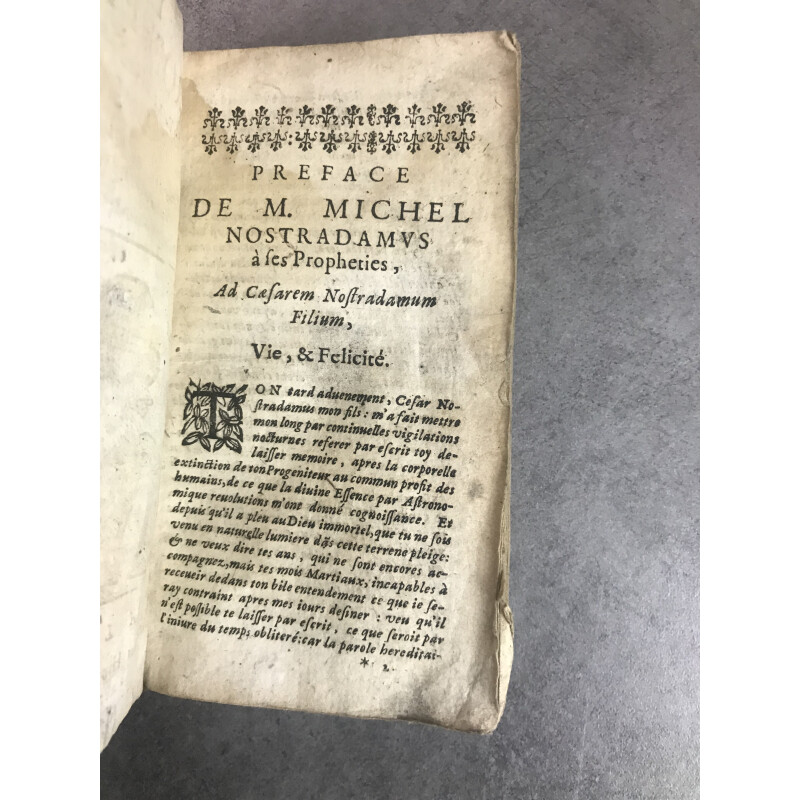 PREFACE
DE M. MICHEL
NOSTRADAMVS
à ſes Propheties,
Ad Cæſarem Noſtradamum
Filium,
Vie, & Felicité.
TON tard aduenement, Ceſar No-
ſtradamus mon fils: m'a fait mettre
mon long par continuelles vigilations
nocturnes referer par eſcrit toy de-
laiſſer memoire, apres la corporelle
extinction de ton Progeniteur au commun profit des
humains, de ce que la diuine Eſſence par Aſtrono-
mique reuolutions m'ont donné cognoiſſance. Et
depuis qu'il a pleu au Dieu immortel, que tu ne ſois
venu en naturelle lumiere dãs cette terrene pleige:
& ne veux dire tes ans, qui ne ſont encores ac-
compagnez, mais tes mois Martiaux, incapables à
receueir dedans ton bile entendement ce que ie ſe-
ray contraint apres mes iours deſiner: veu qu'il
n'eſt poſſible te laiſſer par eſcrit, ce que ſeroit par
l'iniure du temps obliteré: car la parole hereditai-
* 2